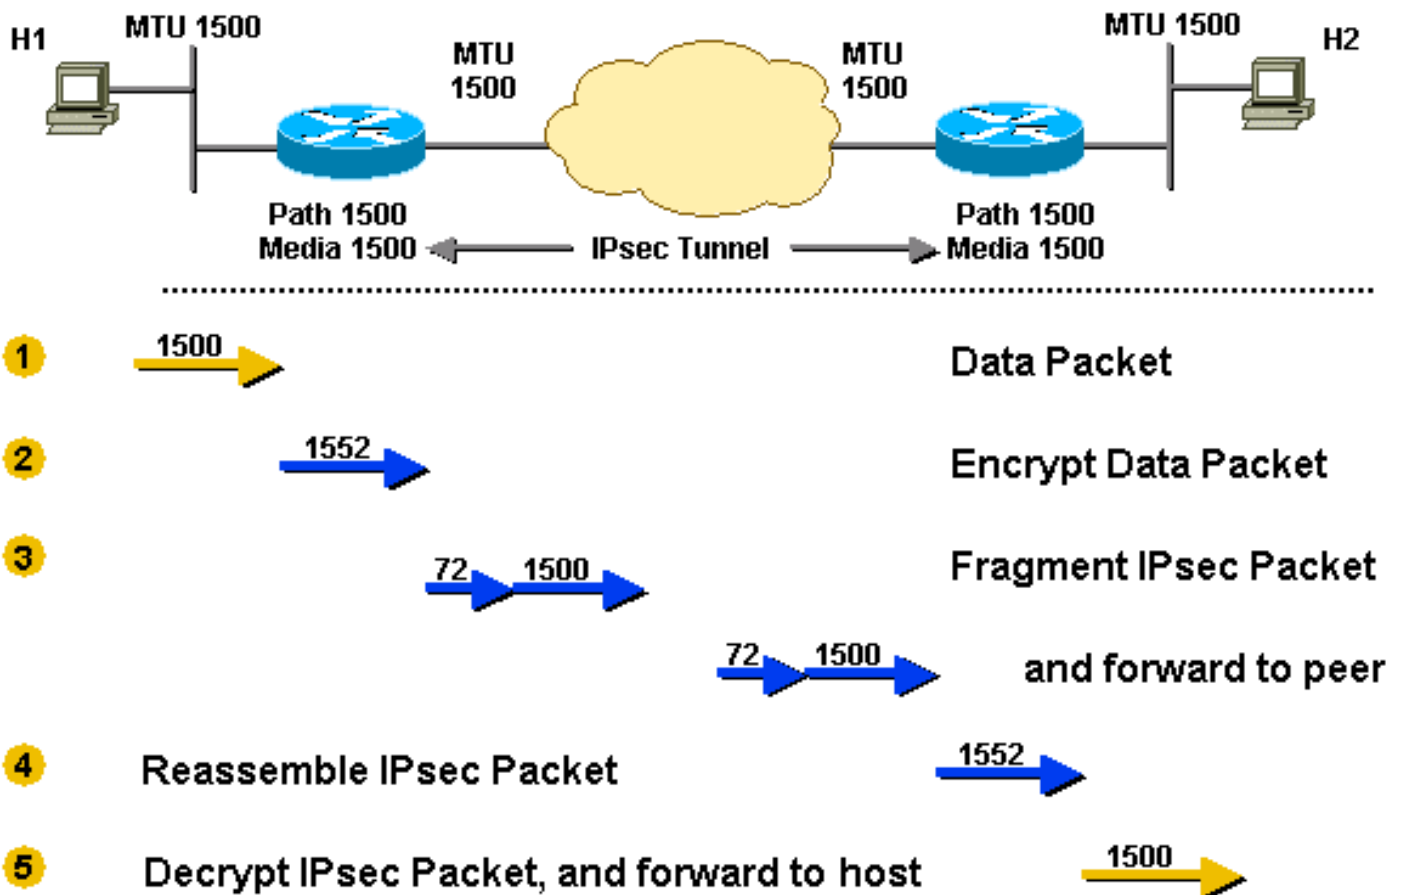 H1
MTU 1500
MTU
1500
MTU
1500
MTU 1500
H2
Path 1500
Media 1500
IPsec Tunnel
Path 1500
Media 1500
1
1500
Data Packet
2
1552
Encrypt Data Packet
3
72
1500
Fragment IPsec Packet
72
1500
and forward to peer
4
Reassemble IPsec Packet
1552
5
Decrypt IPsec Packet, and forward to host
1500